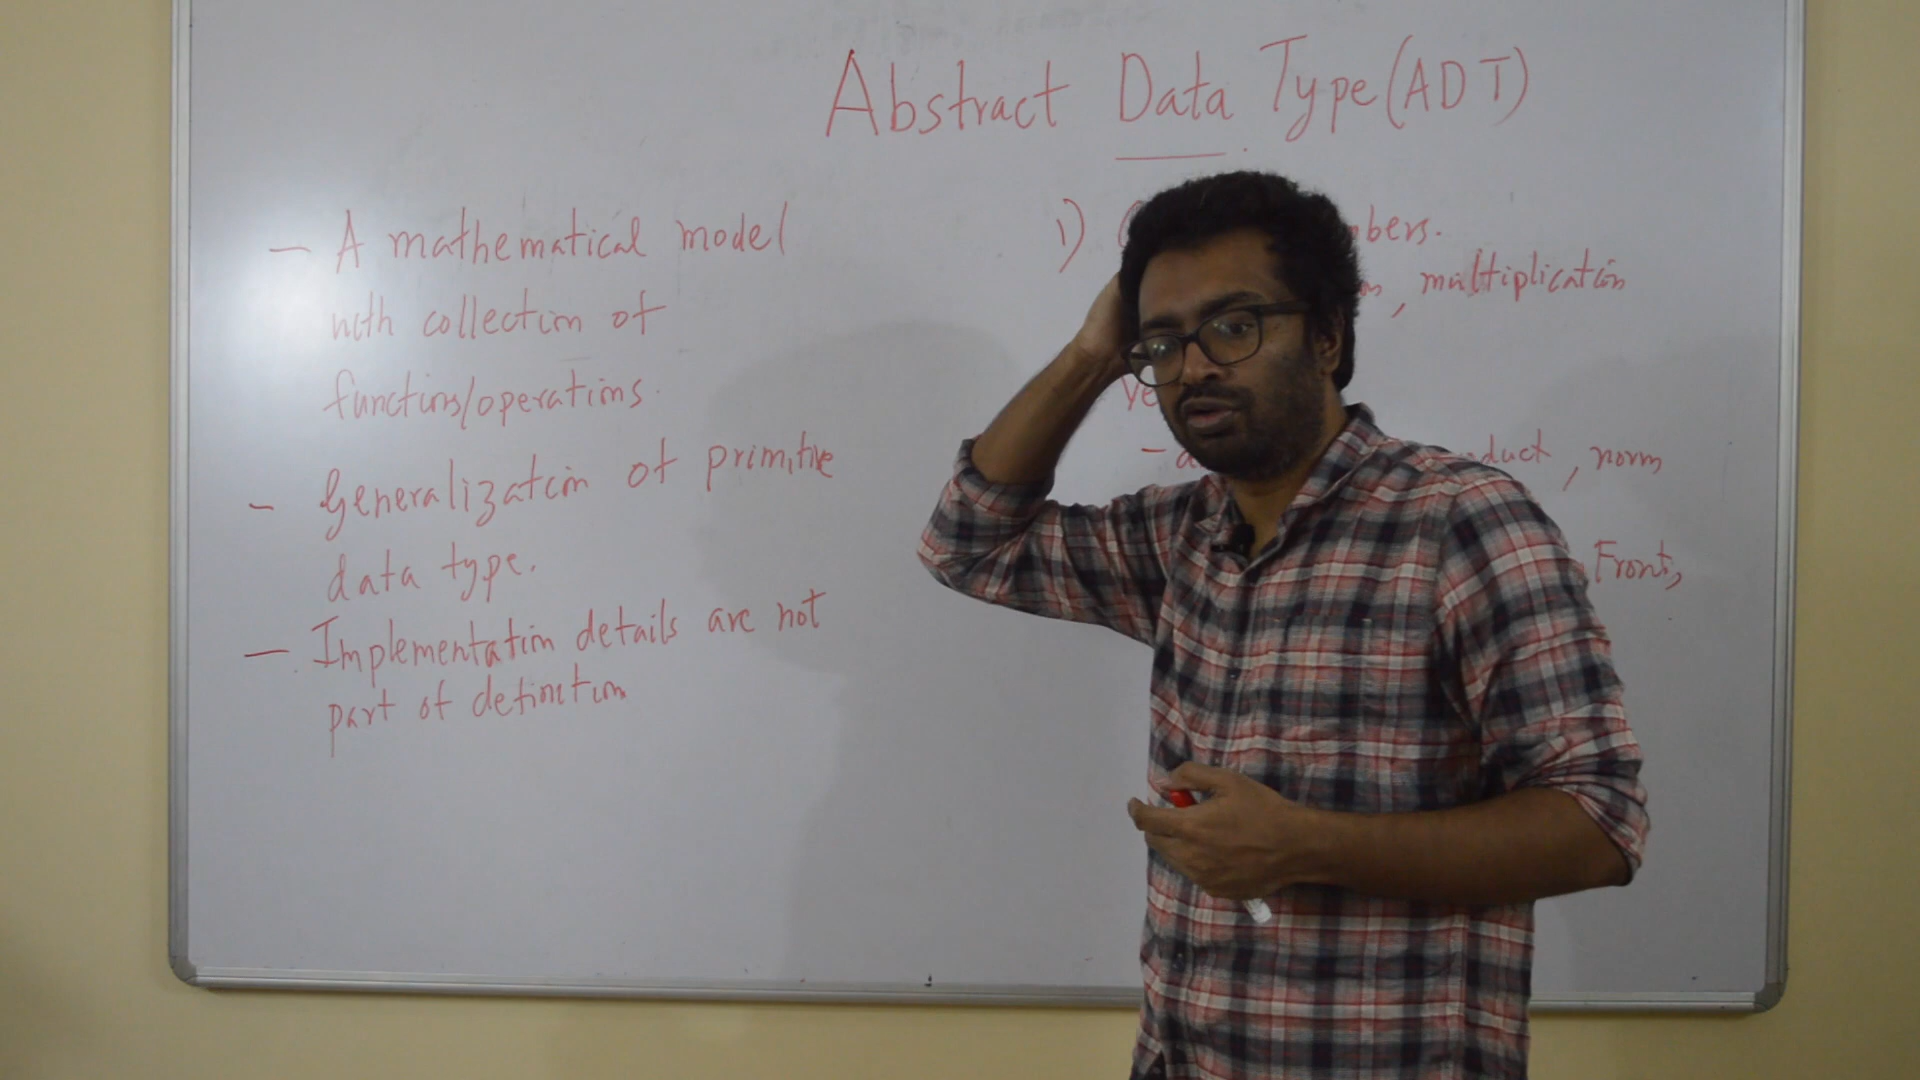 Abstract Data Type (ADT)
— A mathematical model
with collection of
functions/operations.
- Generalization of primitive
data type.
— Implementation details are not
part of definition
1)
, multiplication
-
, norm
Front,